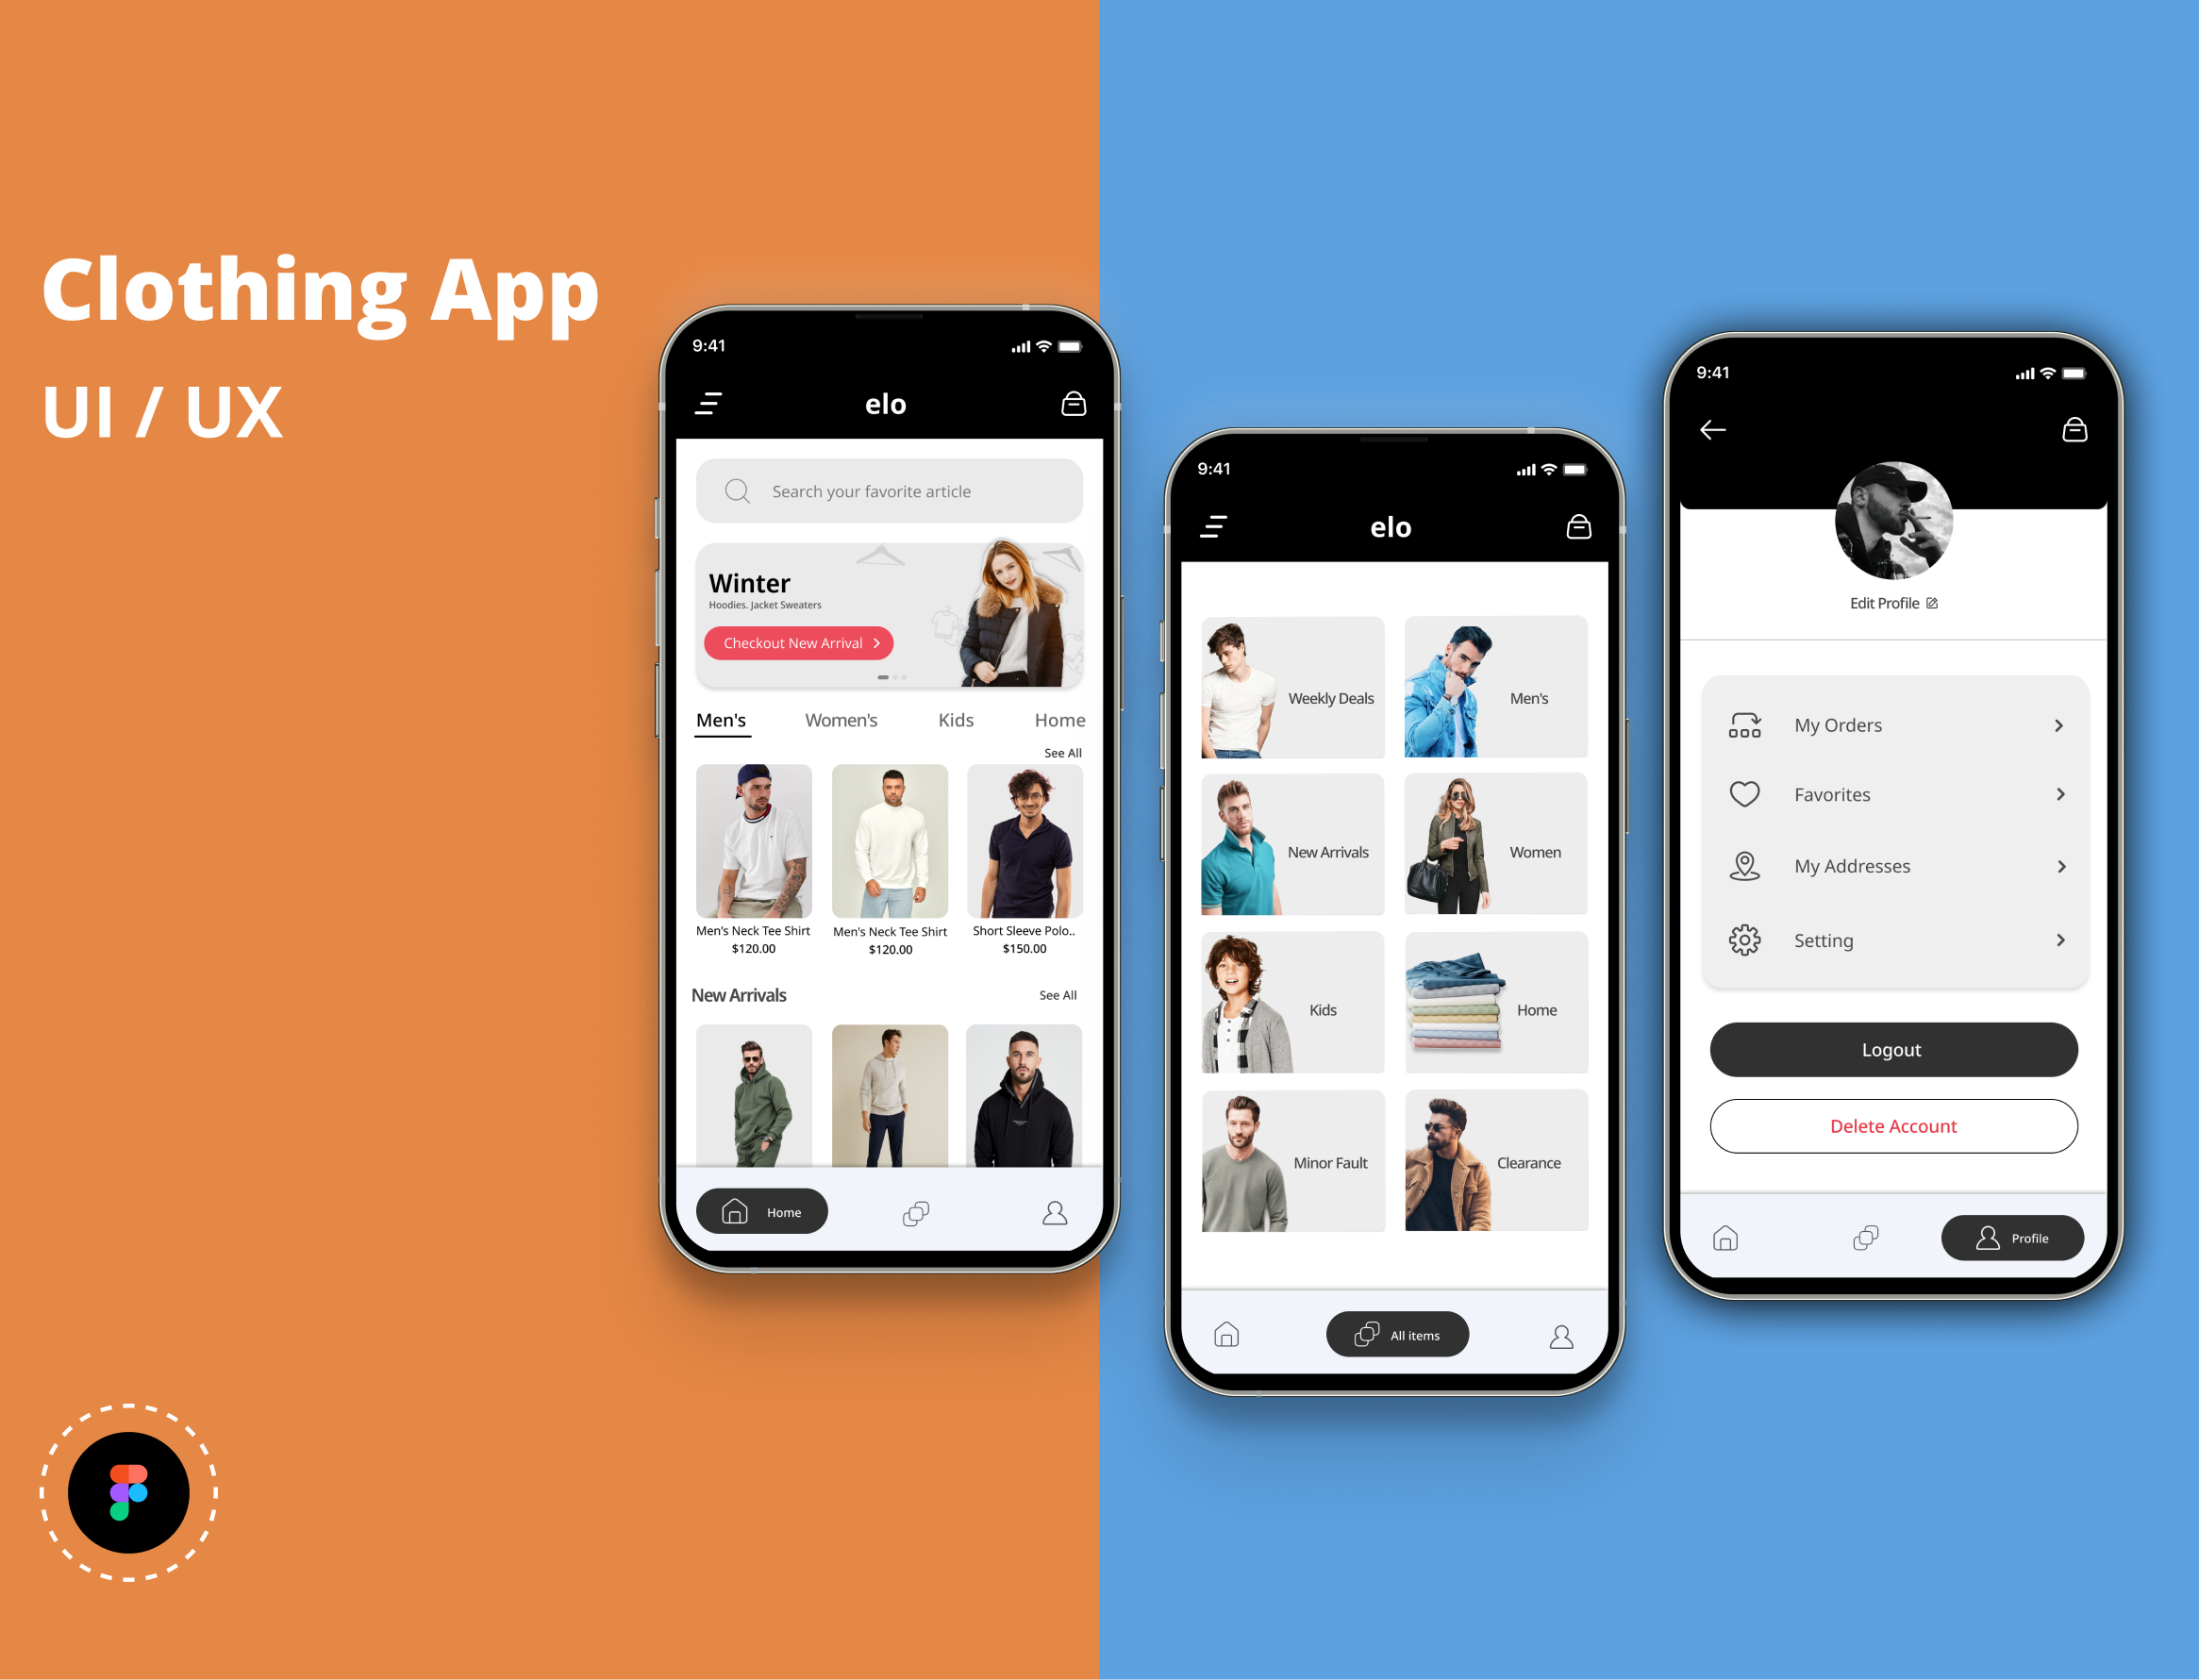 Clothing App
UI / UX
9:41
elo
Search your favorite article
Winter
Hoodies. Jacket Sweaters
Checkout New Arrival
Men's Women's Kids Home
See All
Men's Neck Tee Shirt Men's Neck Tee Shirt Short Sleeve Polo..
$120.00 $120.00 $150.00
New Arrivals See All
Home
9:41
elo
Weekly Deals Men's
New Arrivals Women
Kids Home
Minor Fault Clearance
All items
9:41
Edit Profile
My Orders
Favorites
My Addresses
Setting
Logout
Delete Account
Profile